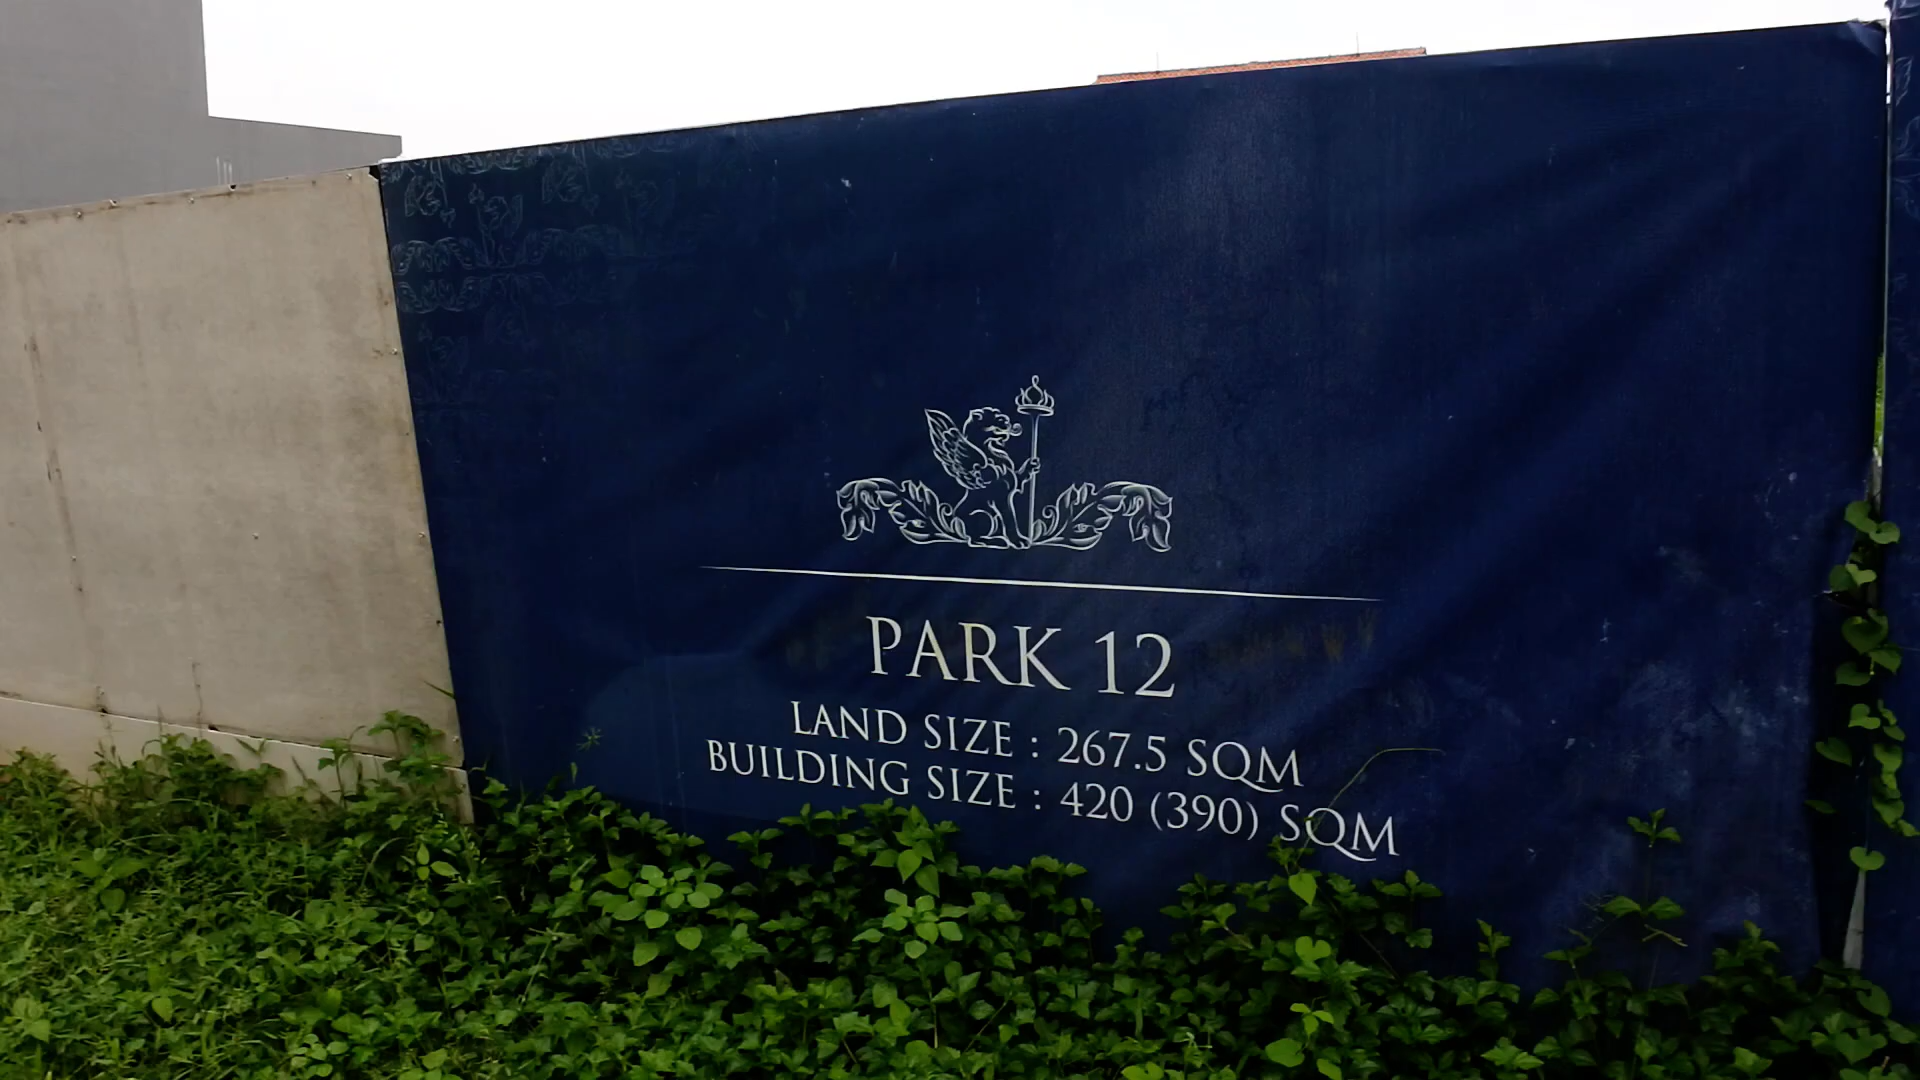 PARK 12
LAND SIZE : 267.5 SQM
BUILDING SIZE : 420 (390) SQM